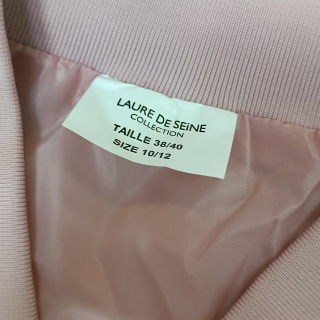 LAURE DE SEiNE
COLLECTION
TAILLE 38/40
SIZE 10/12